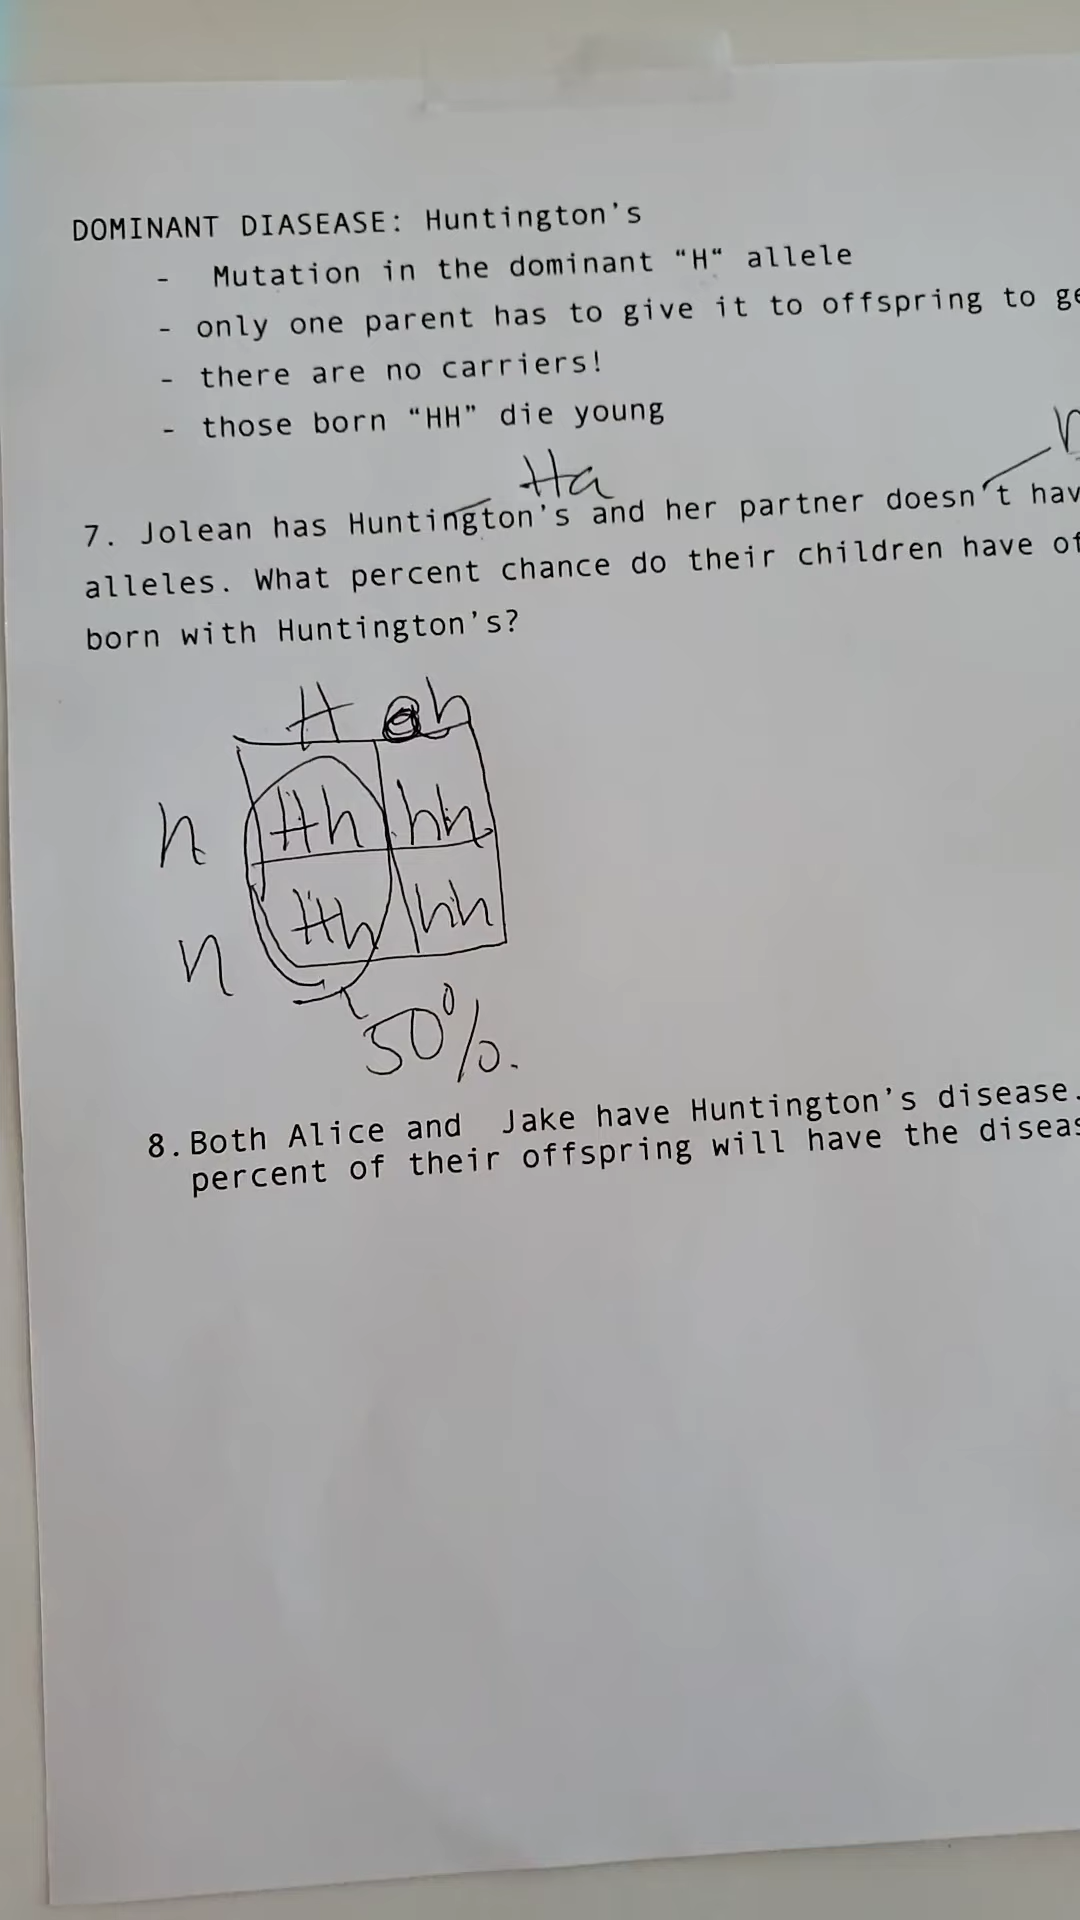 DOMINANT DIASEASE: Huntington's
- Mutation in the dominant “H“ allele
- only one parent has to give it to offspring to ge
- there are no carriers!
- those born “HH” die young
Ha
7. Jolean has Huntington's and her partner doesn't hav
alleles. What percent chance do their children have of
born with Huntington's?
H h
h Hh hh
h Hh hh
50%.
8. Both Alice and Jake have Huntington's disease.
percent of their offspring will have the diseas